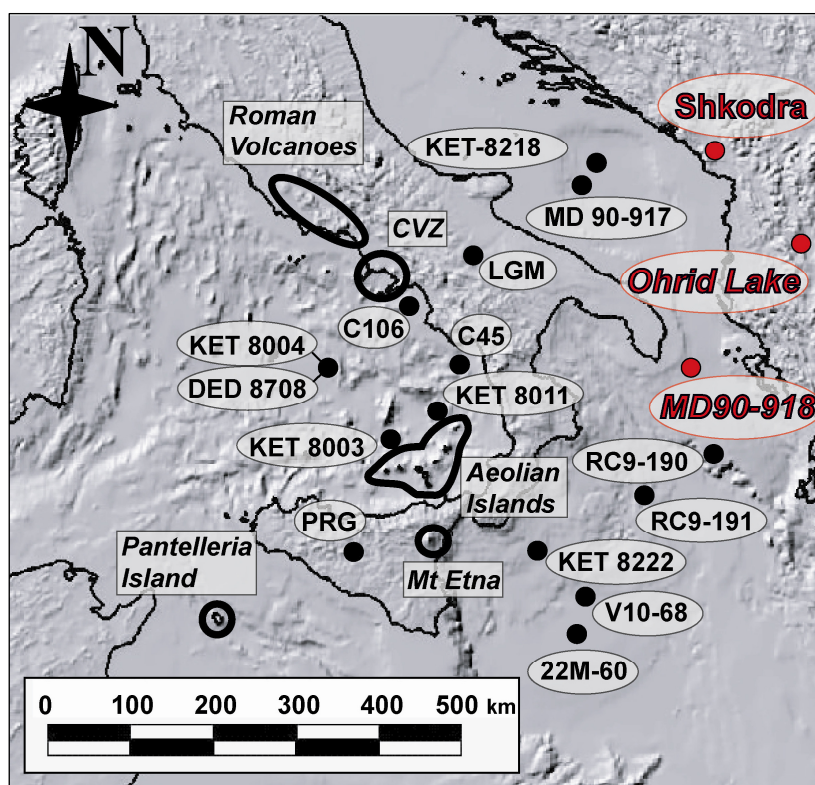 N
Shkodra
Roman
Volcanoes
KET-8218
MD 90-917
CVZ
LGM
Ohrid Lake
C106
C45
KET 8004
DED 8708
KET 8011
MD90-918
KET 8003
RC9-190
Aeolian
Islands
RC9-191
PRG
Pantelleria
Island
Mt Etna
KET 8222
V10-68
22M-60
0 100 200 300 400 500 km